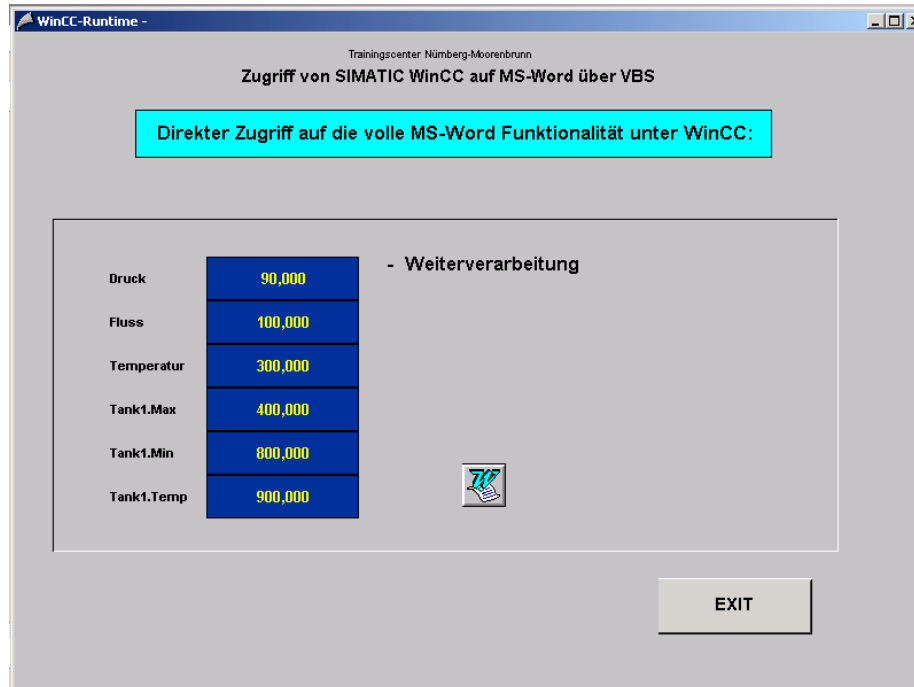 WinCC-Runtime -
Trainingscenter Nürnberg-Moorenbrunn
Zugriff von SIMATIC WinCC auf MS-Word über VBS
Direkter Zugriff auf die volle MS-Word Funktionalität unter WinCC:
- Weiterverarbeitung
Druck 90,000
Fluss 100,000
Temperatur 300,000
Tank1.Max 400,000
Tank1.Min 800,000
Tank1.Temp 900,000
W
EXIT